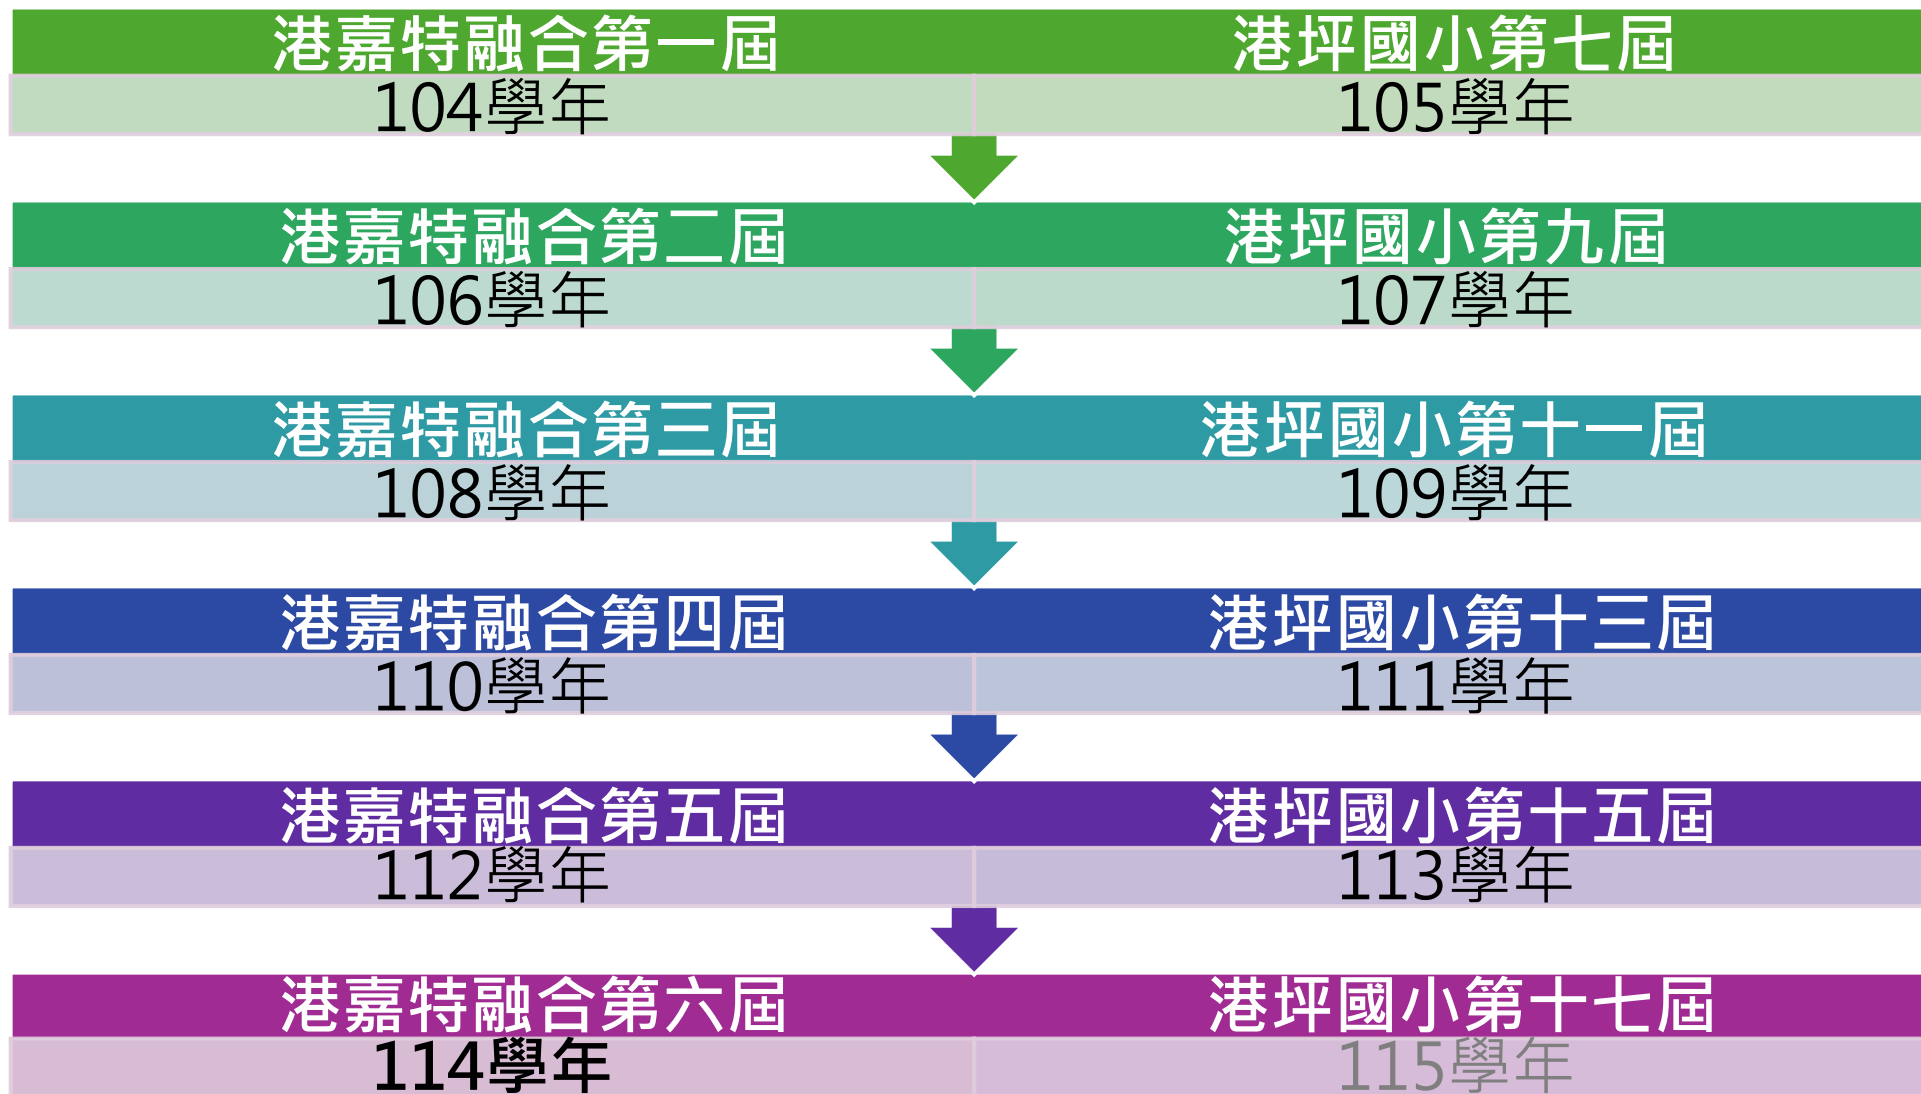 港嘉特融合第一屆 港坪國小第七屆
104學年 105學年
港嘉特融合第二屆 港坪國小第九屆
106學年 107學年
港嘉特融合第三屆 港坪國小第十一屆
108學年 109學年
港嘉特融合第四屆 港坪國小第十三屆
110學年 111學年
港嘉特融合第五屆 港坪國小第十五屆
112學年 113學年
港嘉特融合第六屆 港坪國小第十七屆
114學年 115學年